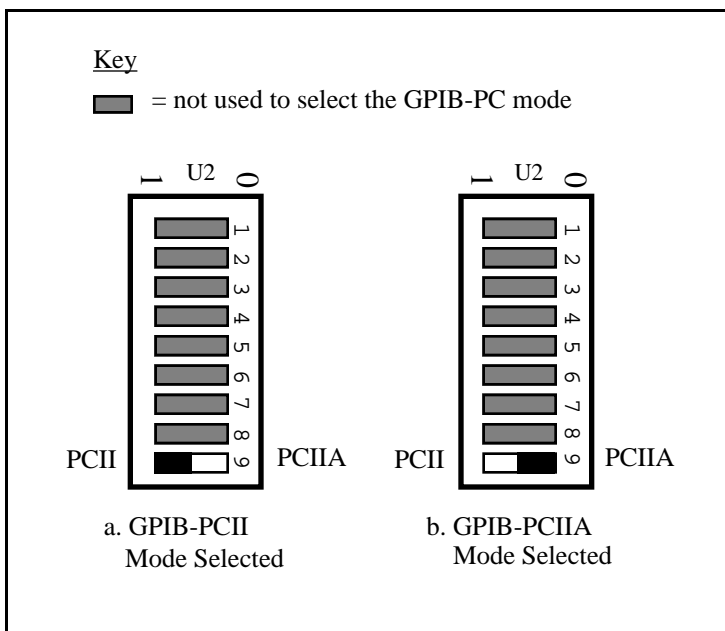 Key
= not used to select the GPIB-PC mode
1 U2 0
1
2
3
4
5
6
7
8
PCII 9 PCIIA
a. GPIB-PCII
Mode Selected
1 U2 0
1
2
3
4
5
6
7
8
PCII 9 PCIIA
b. GPIB-PCIIA
Mode Selected